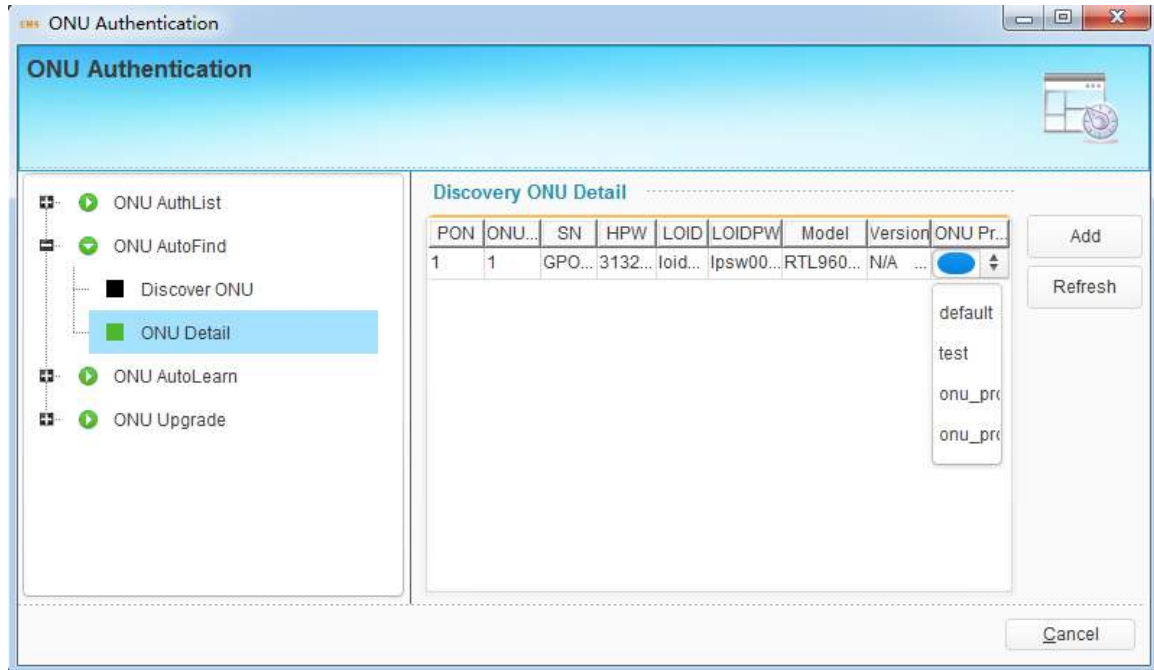 EMS ONU Authentication
ONU Authentication
ONU AuthList
ONU AutoFind
Discover ONU
ONU Detail
ONU AutoLearn
ONU Upgrade
Discovery ONU Detail
PON ONU... SN HPW LOID LOIDPW Model Version ONU Pr...
1 1 GPO... 3132... loid... lpsw00... RTL960... N/A ...
default
test
onu_pro
onu_pro
Add
Refresh
Cancel